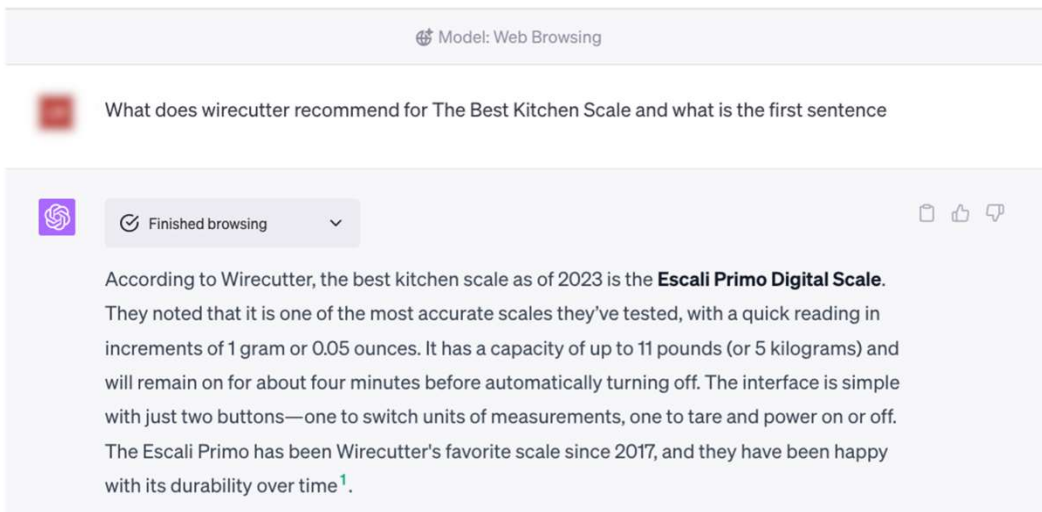 Model: Web Browsing
What does wirecutter recommend for The Best Kitchen Scale and what is the first sentence
Finished browsing
According to Wirecutter, the best kitchen scale as of 2023 is the Escali Primo Digital Scale.
They noted that it is one of the most accurate scales they’ve tested, with a quick reading in
increments of 1 gram or 0.05 ounces. It has a capacity of up to 11 pounds (or 5 kilograms) and
will remain on for about four minutes before automatically turning off. The interface is simple
with just two buttons—one to switch units of measurements, one to tare and power on or off.
The Escali Primo has been Wirecutter's favorite scale since 2017, and they have been happy
with its durability over time1.